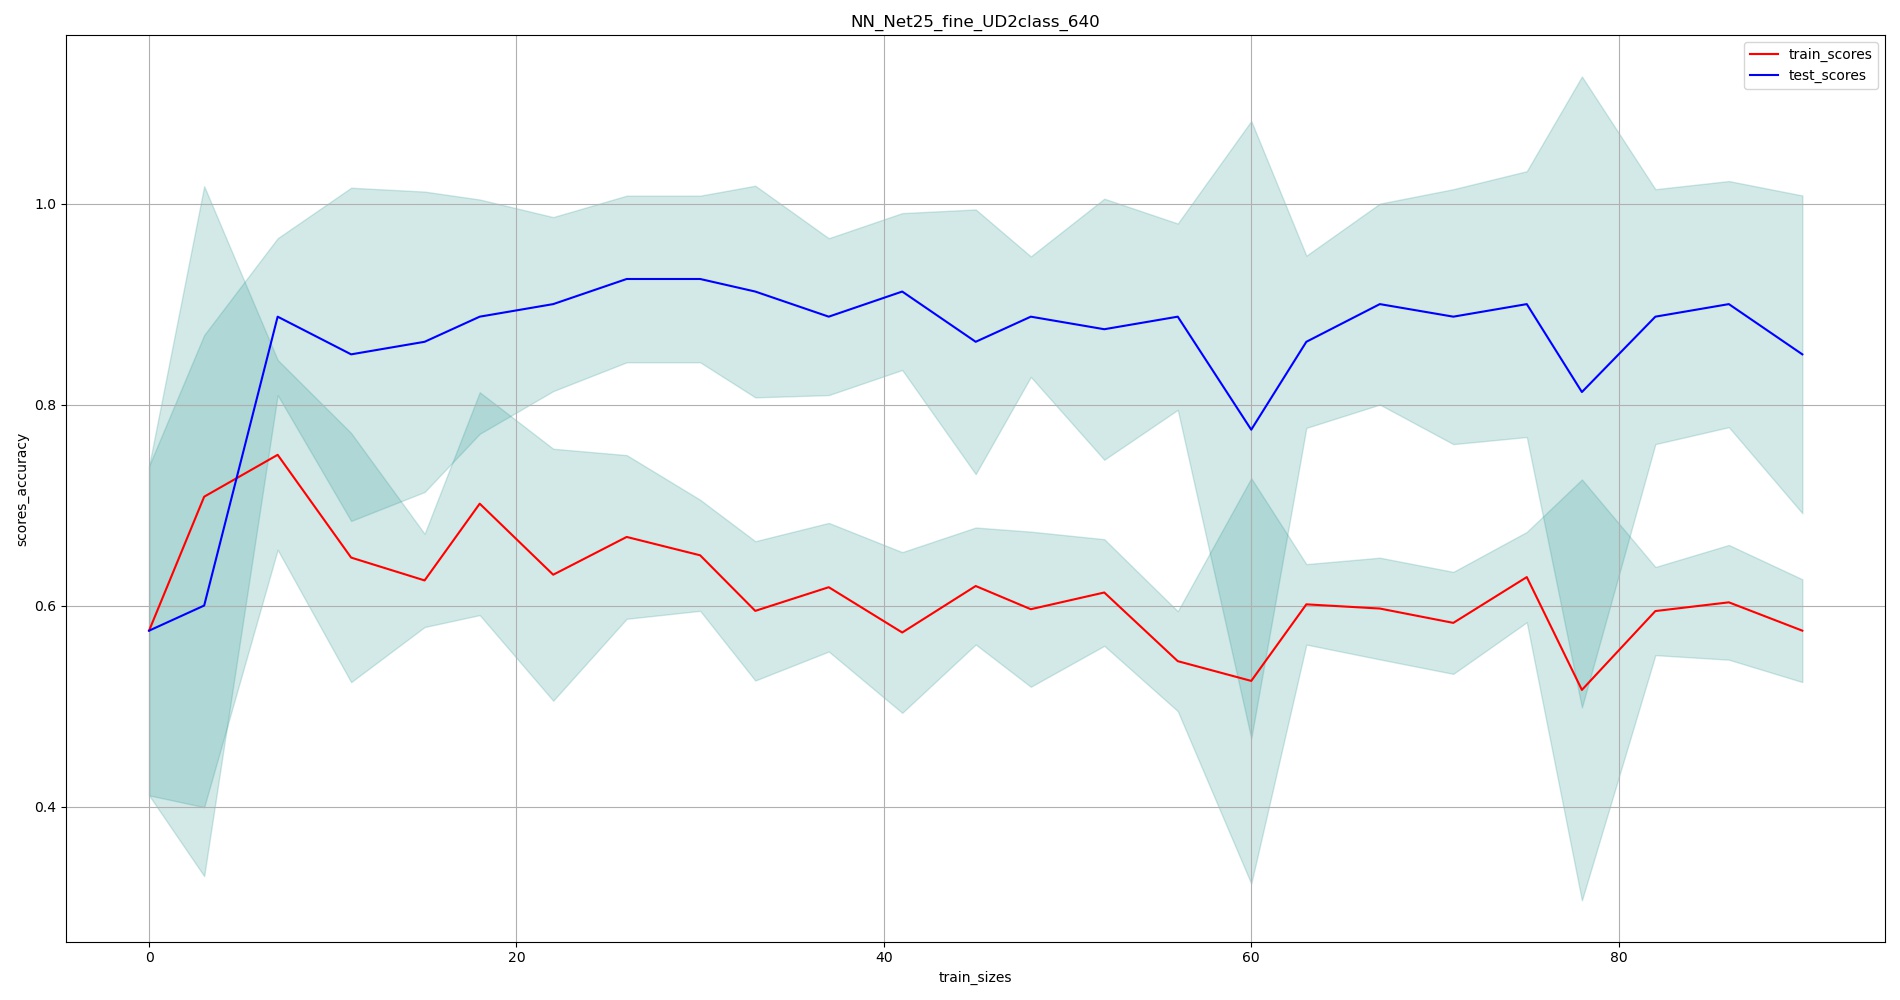 NN_Net25_fine_UD2class_640
train_scores
test_scores
scores_accuracy
1.0
0.8
0.6
0.4
0
20
40
60
80
train_sizes